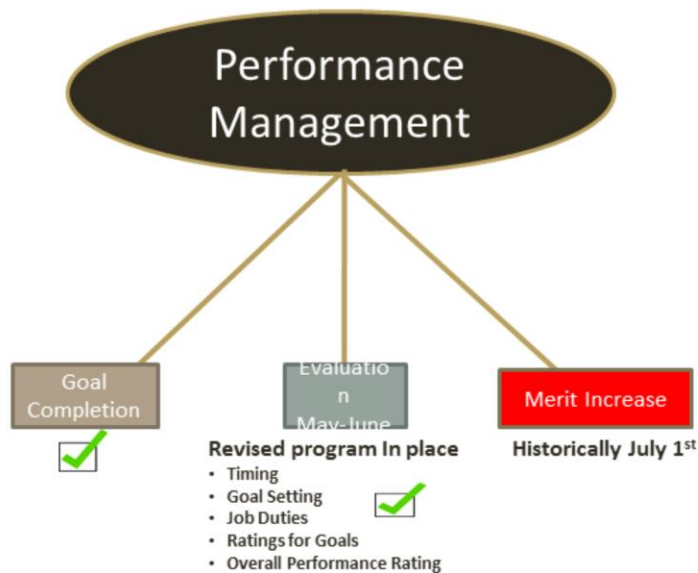 Performance
Management
Goal
Completion
Evaluatio
n
May-June
Merit Increase
Revised program In place
• Timing
• Goal Setting
• Job Duties
• Ratings for Goals
• Overall Performance Rating
Historically July 1st